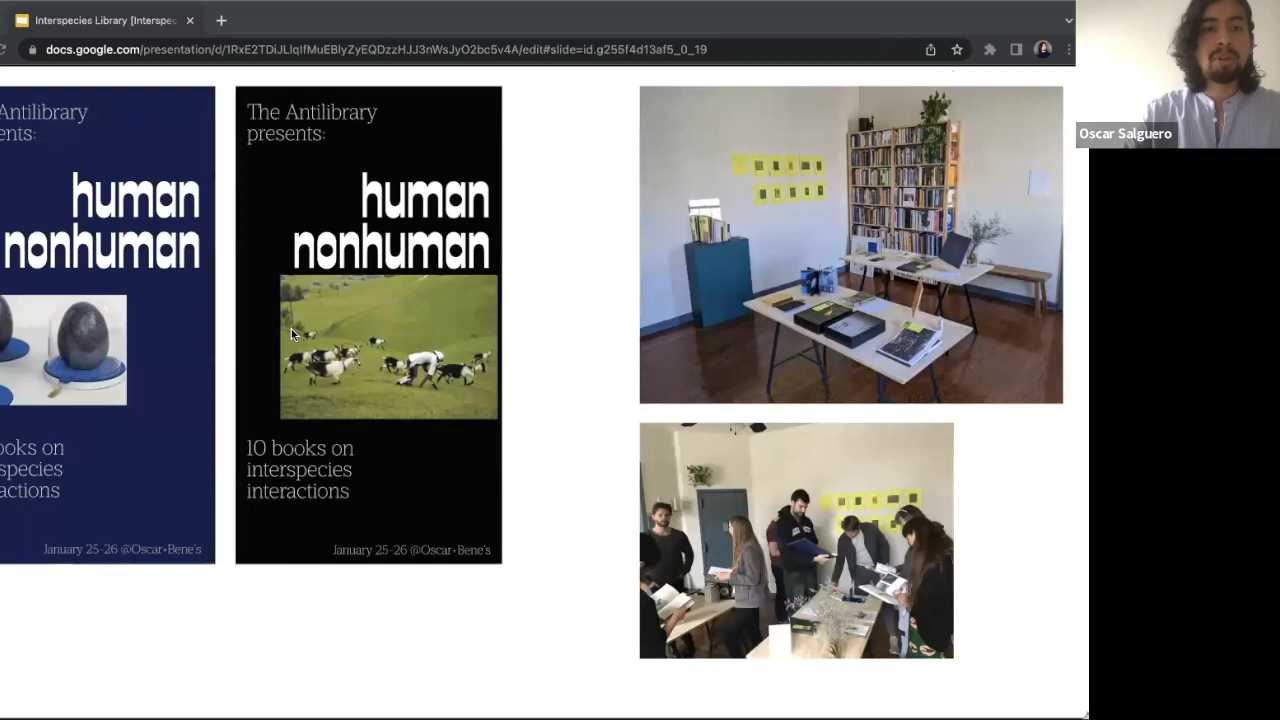 Interspecies Library [Interspec
docs.google.com/presentation/d/1RxE2TDiJLlqIfMuEBlyZyEQDzzHJJ3nWsJyO2bc5v4A/edit#slide=id.g255f4d13af5_0_19
Oscar Salguero
Antilibrary
ents:
human
nonhuman
ooks on
species
actions
January 25-26 @Oscar+Bene's
The Antilibrary
presents:
human
nonhuman
10 books on
interspecies
interactions
January 25-26 @Oscar+Bene's